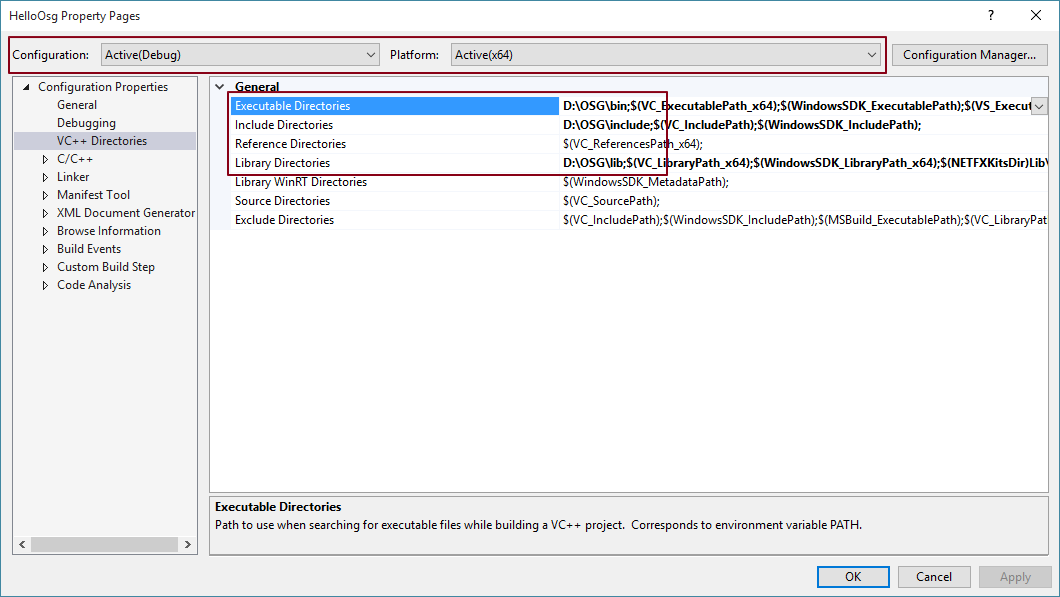 HelloOsg Property Pages
Configuration: Active(Debug) Platform: Active(x64) Configuration Manager...
Configuration Properties
General
Debugging
VC++ Directories
C/C++
Linker
Manifest Tool
XML Document Generator
Browse Information
Build Events
Custom Build Step
Code Analysis
General
Executable Directories D:\OSG\bin;$(VC_ExecutablePath_x64);$(WindowsSDK_ExecutablePath);$(VS_Execut
Include Directories D:\OSG\include;$(VC_IncludePath);$(WindowsSDK_IncludePath);
Reference Directories $(VC_ReferencesPath_x64);
Library Directories D:\OSG\lib;$(VC_LibraryPath_x64);$(WindowsSDK_LibraryPath_x64);$(NETFXKitsDir)Lib\
Library WinRT Directories $(WindowsSDK_MetadataPath);
Source Directories $(VC_SourcePath);
Exclude Directories $(VC_IncludePath);$(WindowsSDK_IncludePath);$(MSBuild_ExecutablePath);$(VC_LibraryPat
Executable Directories
Path to use when searching for executable files while building a VC++ project. Corresponds to environment variable PATH.
OK Cancel Apply